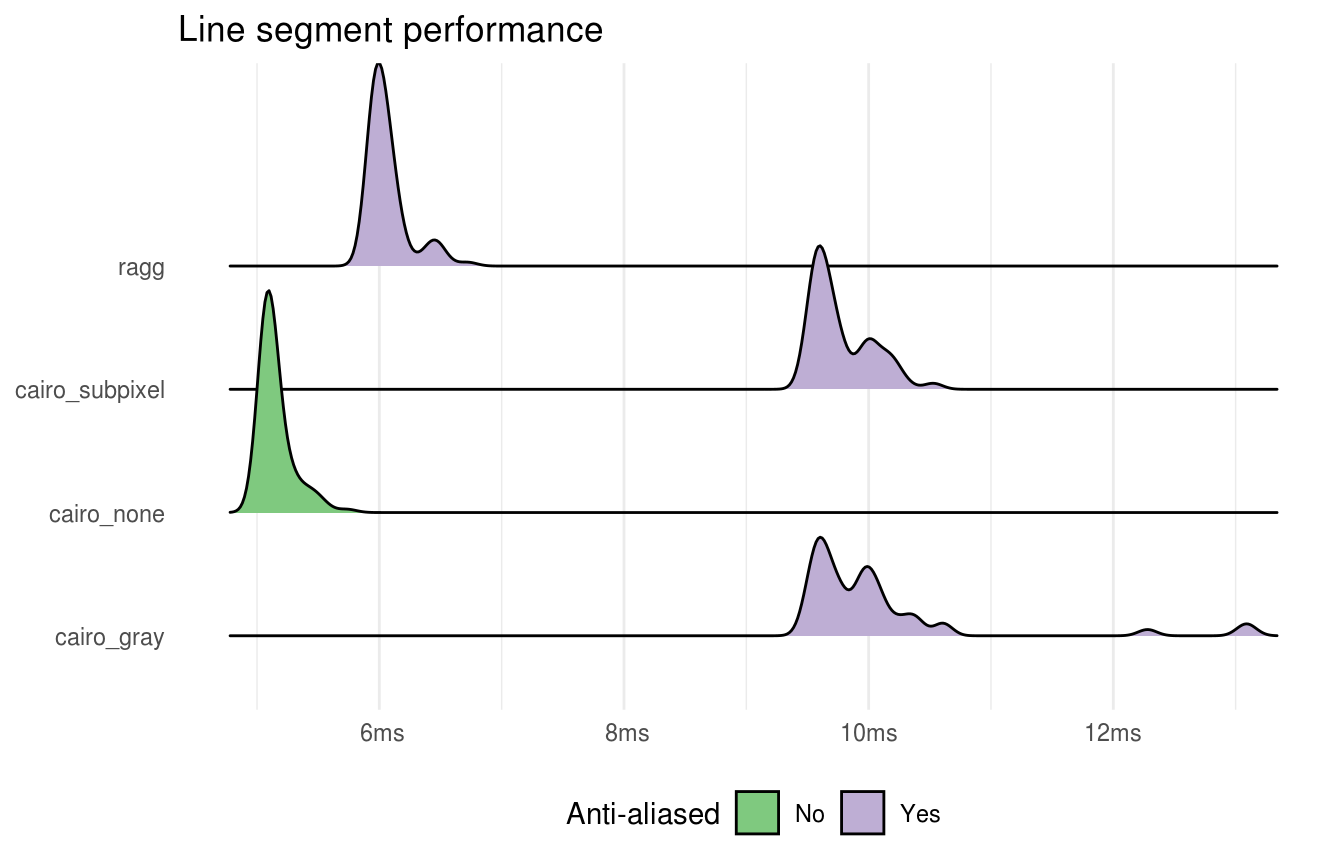 Line segment performance
ragg
cairo_subpixel
cairo_none
cairo_gray
6ms 8ms 10ms 12ms
Anti-aliased No Yes